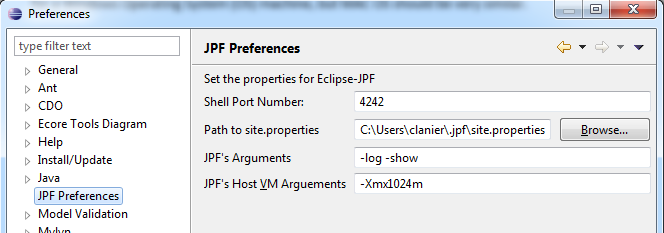 Preferences
type filter text
General
Ant
CDO
Ecore Tools Diagram
Help
Install/Update
Java
JPF Preferences
Model Validation
Mylyn
JPF Preferences
Set the properties for Eclipse-JPF
Shell Port Number: 4242
Path to site.properties C:\Users\clanier\.jpf\site.properties Browse...
JPF's Arguments -log -show
JPF's Host VM Arguements -Xmx1024m